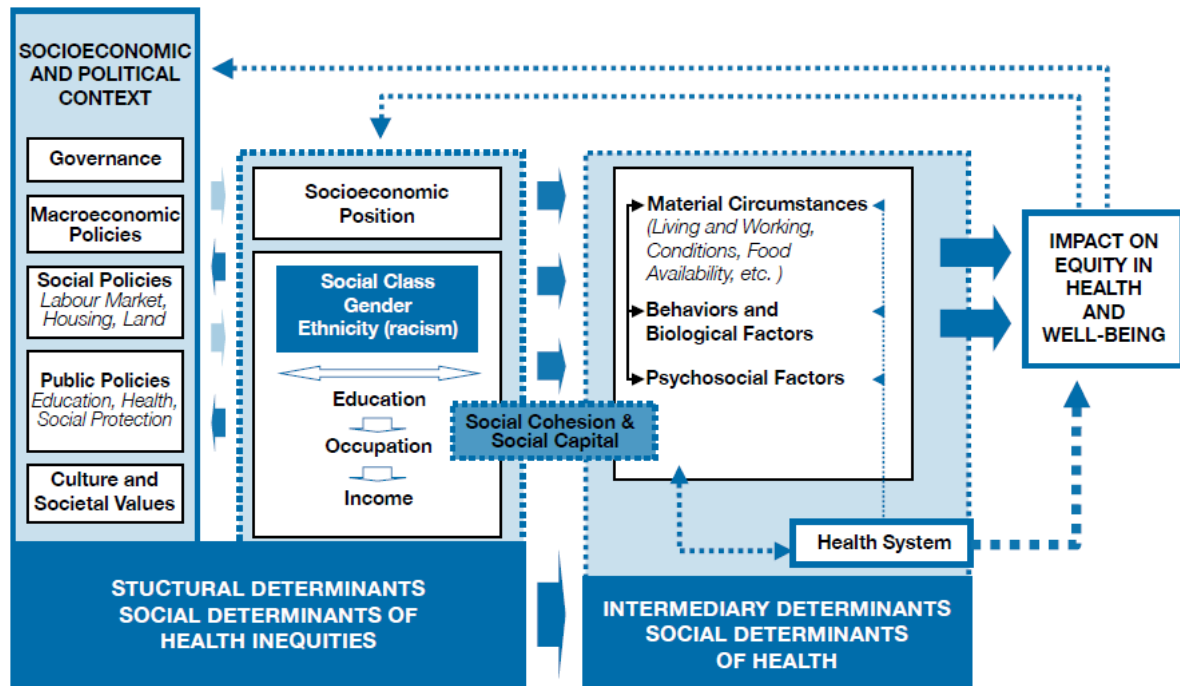 SOCIOECONOMIC
AND POLITICAL
CONTEXT
Governance
Macroeconomic
Policies
Social Policies
Labour Market,
Housing, Land
Public Policies
Education, Health,
Social Protection
Culture and
Societal Values
Socioeconomic
Position
Social Class
Gender
Ethnicity (racism)
Education
Occupation
Income
Social Cohesion &
Social Capital
Material Circumstances
(Living and Working,
Conditions, Food
Availability, etc. )
Behaviors and
Biological Factors
Psychosocial Factors
Health System
IMPACT ON
EQUITY IN
HEALTH
AND
WELL-BEING
STUCTURAL DETERMINANTS
SOCIAL DETERMINANTS OF
HEALTH INEQUITIES
INTERMEDIARY DETERMINANTS
SOCIAL DETERMINANTS
OF HEALTH